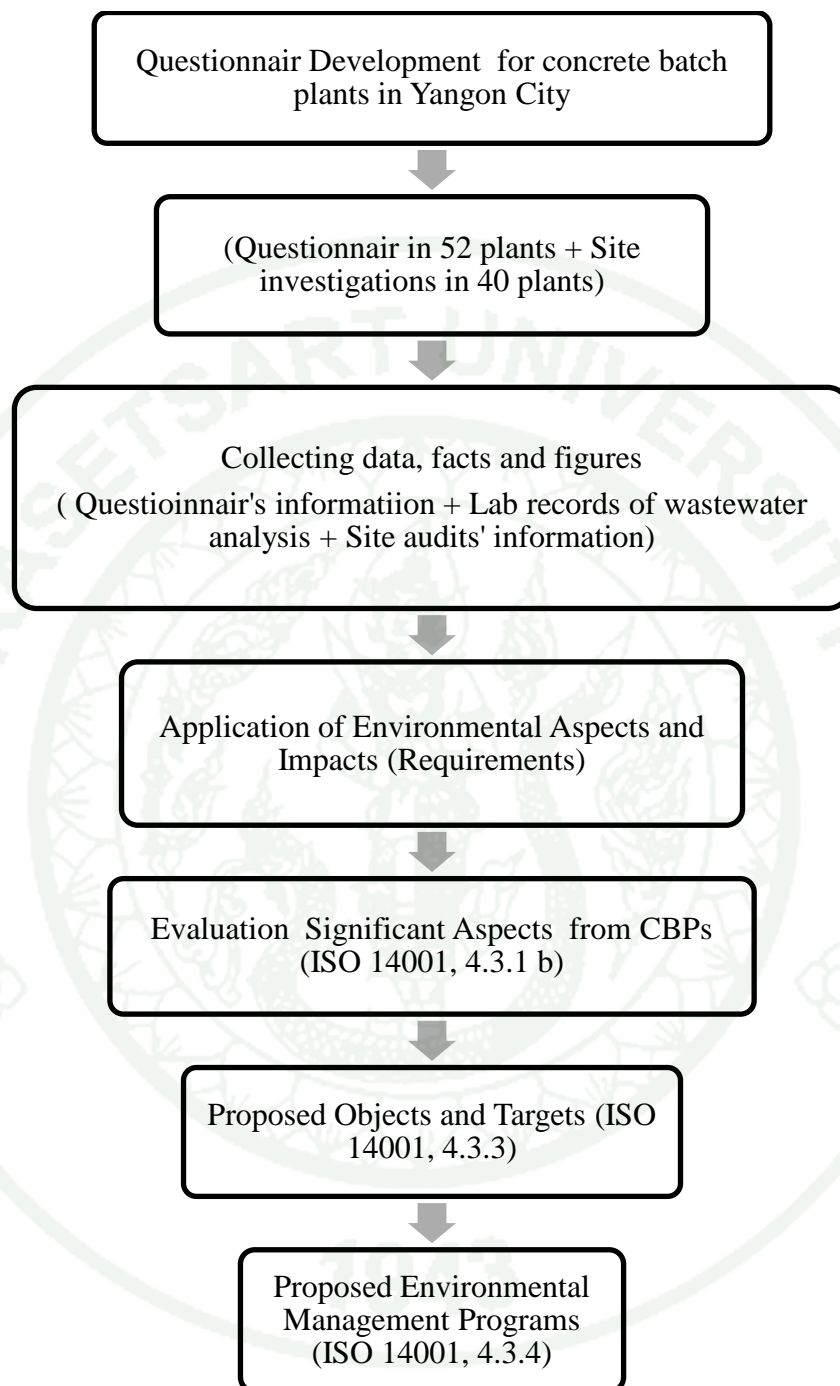 Questionnair Development for concrete batch
plants in Yangon City
(Questionnair in 52 plants + Site
investigations in 40 plants)
Collecting data, facts and figures
( Questioinnair's informatiion + Lab records of wastewater
analysis + Site audits' information)
Application of Environmental Aspects and
Impacts (Requirements)
Evaluation Significant Aspects from CBPs
(ISO 14001, 4.3.1 b)
Proposed Objects and Targets (ISO
14001, 4.3.3)
Proposed Environmental
Management Programs
(ISO 14001, 4.3.4)
1943